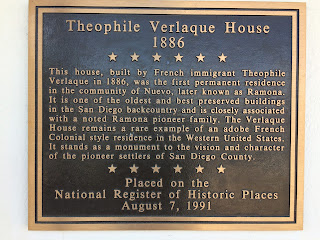 Theophile Verlaque House
1886
This house, built by French immigrant Theophile
Verlaque in 1886, was the first permanent residence
in the community of Nuevo, later known as Ramona.
It is one of the oldest and best preserved buildings
in the San Diego backcountry and is closely associated
with a noted Ramona pioneer family. The Verlaque
House remains a rare example of an adobe French
Colonial style residence in the Western United States.
It stands as a monument to the vision and character
of the pioneer settlers of San Diego County.
Placed on the
National Register of Historic Places
August 7, 1991